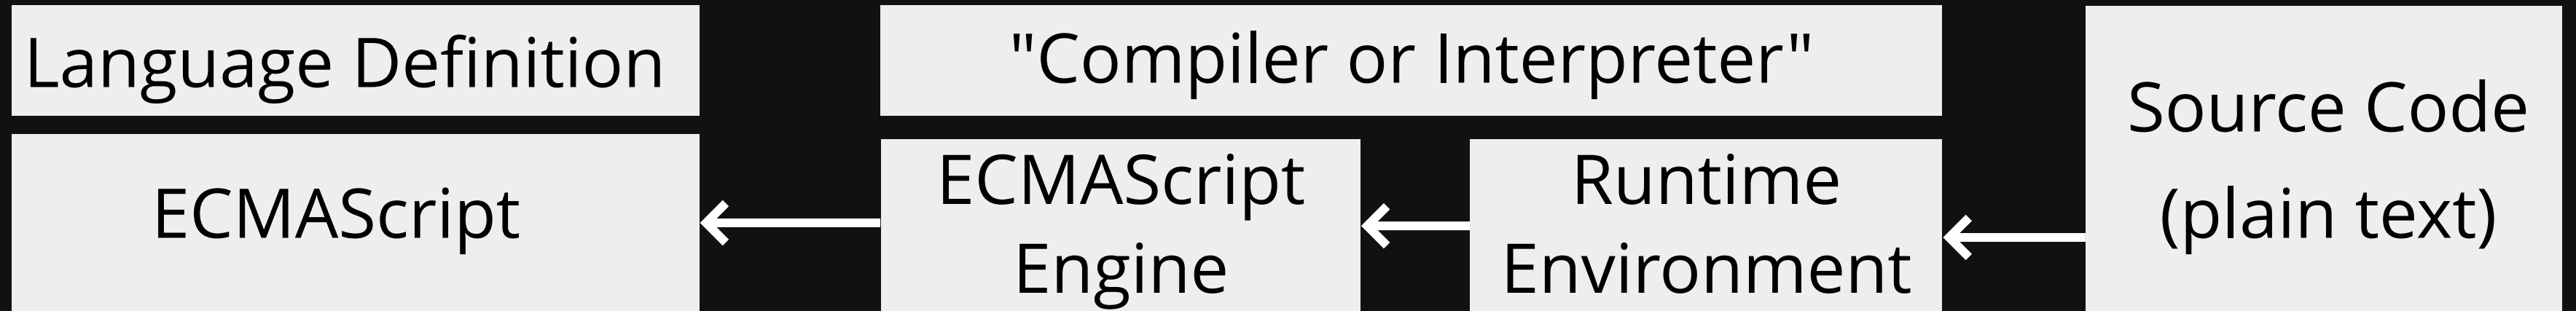 Language Definition
"Compiler or Interpreter"
Source Code
(plain text)
ECMAScript
ECMAScript
Engine
Runtime
Environment